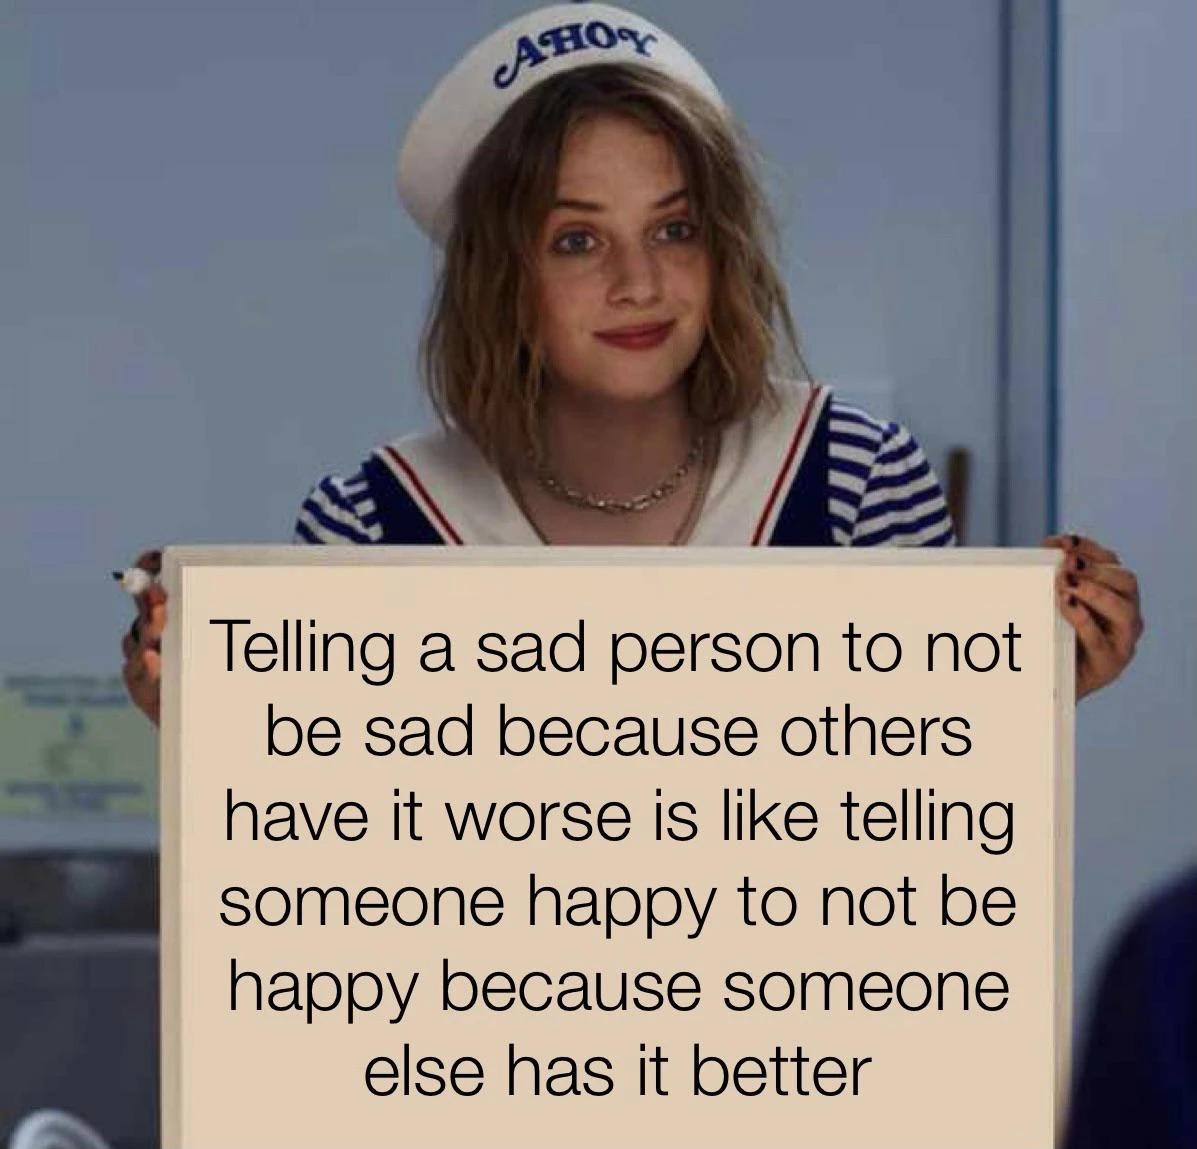 AHOY
Telling a sad person to not
be sad because others
have it worse is like telling
someone happy to not be
happy because someone
else has it better